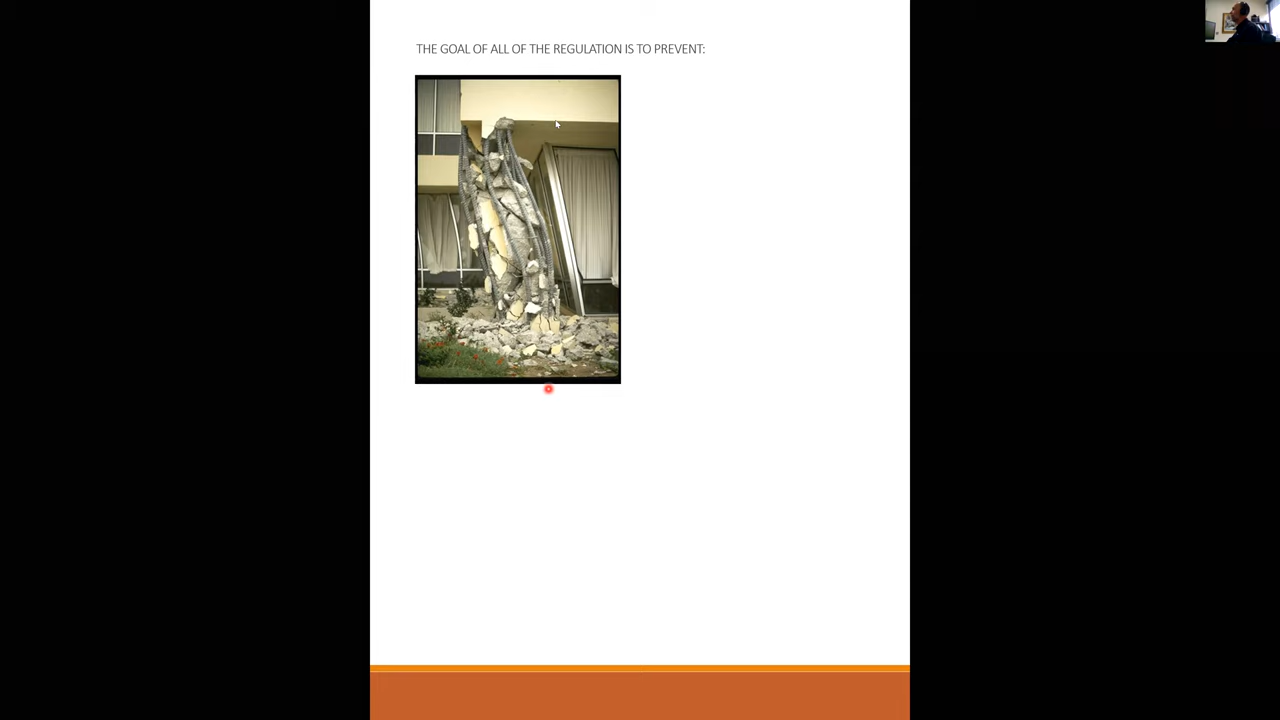 THE GOAL OF ALL OF THE REGULATION IS TO PREVENT: